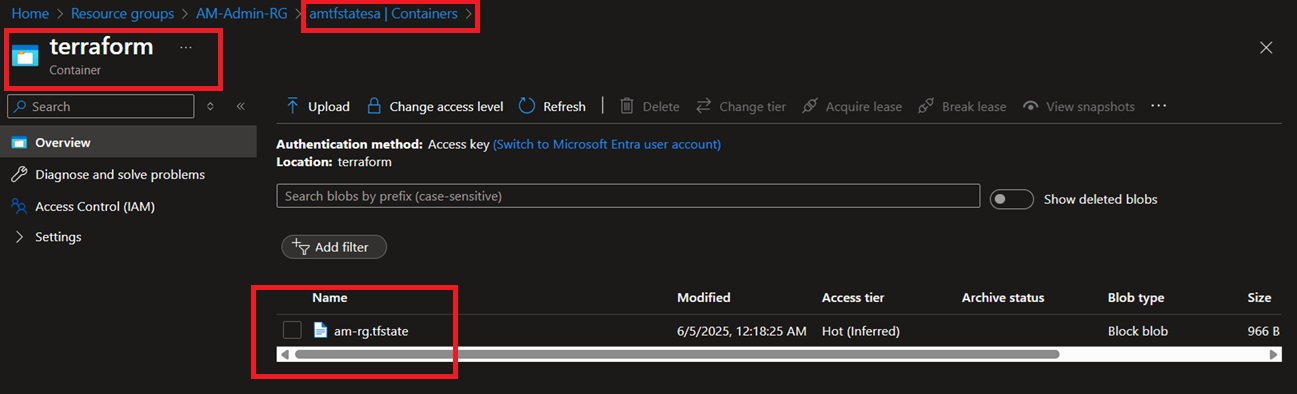 Home > Resource groups > AM-Admin-RG > amtfstatesa | Containers >
terraform ...
Container
Search
Upload Change access level Refresh Delete Change tier Acquire lease Break lease View snapshots ...
Overview
Diagnose and solve problems
Access Control (IAM)
Settings
Authentication method: Access key (Switch to Microsoft Entra user account)
Location: terraform
Search blobs by prefix (case-sensitive)
Show deleted blobs
Add filter
Name Modified Access tier Archive status Blob type Size
am-rg.tfstate 6/5/2025, 12:18:25 AM Hot (Inferred) Block blob 966 B